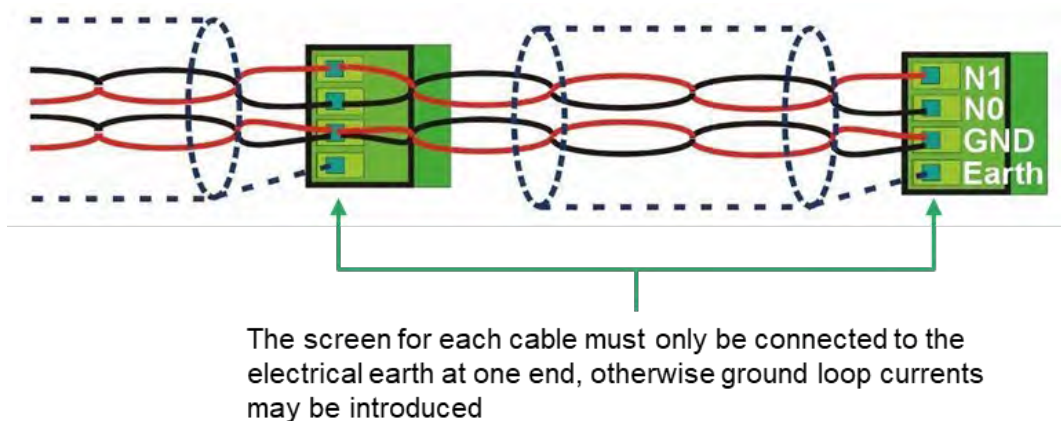 N1
N0
GND
Earth
The screen for each cable must only be connected to the
electrical earth at one end, otherwise ground loop currents
may be introduced